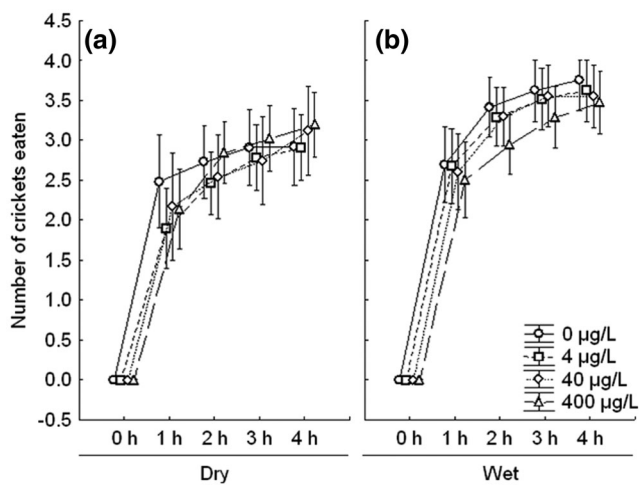 (a)
(b)
Number of crickets eaten
4.5
4.0
3.5
3.0
2.5
2.0
1.5
1.0
0.5
0.0
-0.5
0 h 1 h 2 h 3 h 4 h
Dry
0 h 1 h 2 h 3 h 4 h
Wet
0 µg/L
4 µg/L
40 µg/L
400 µg/L